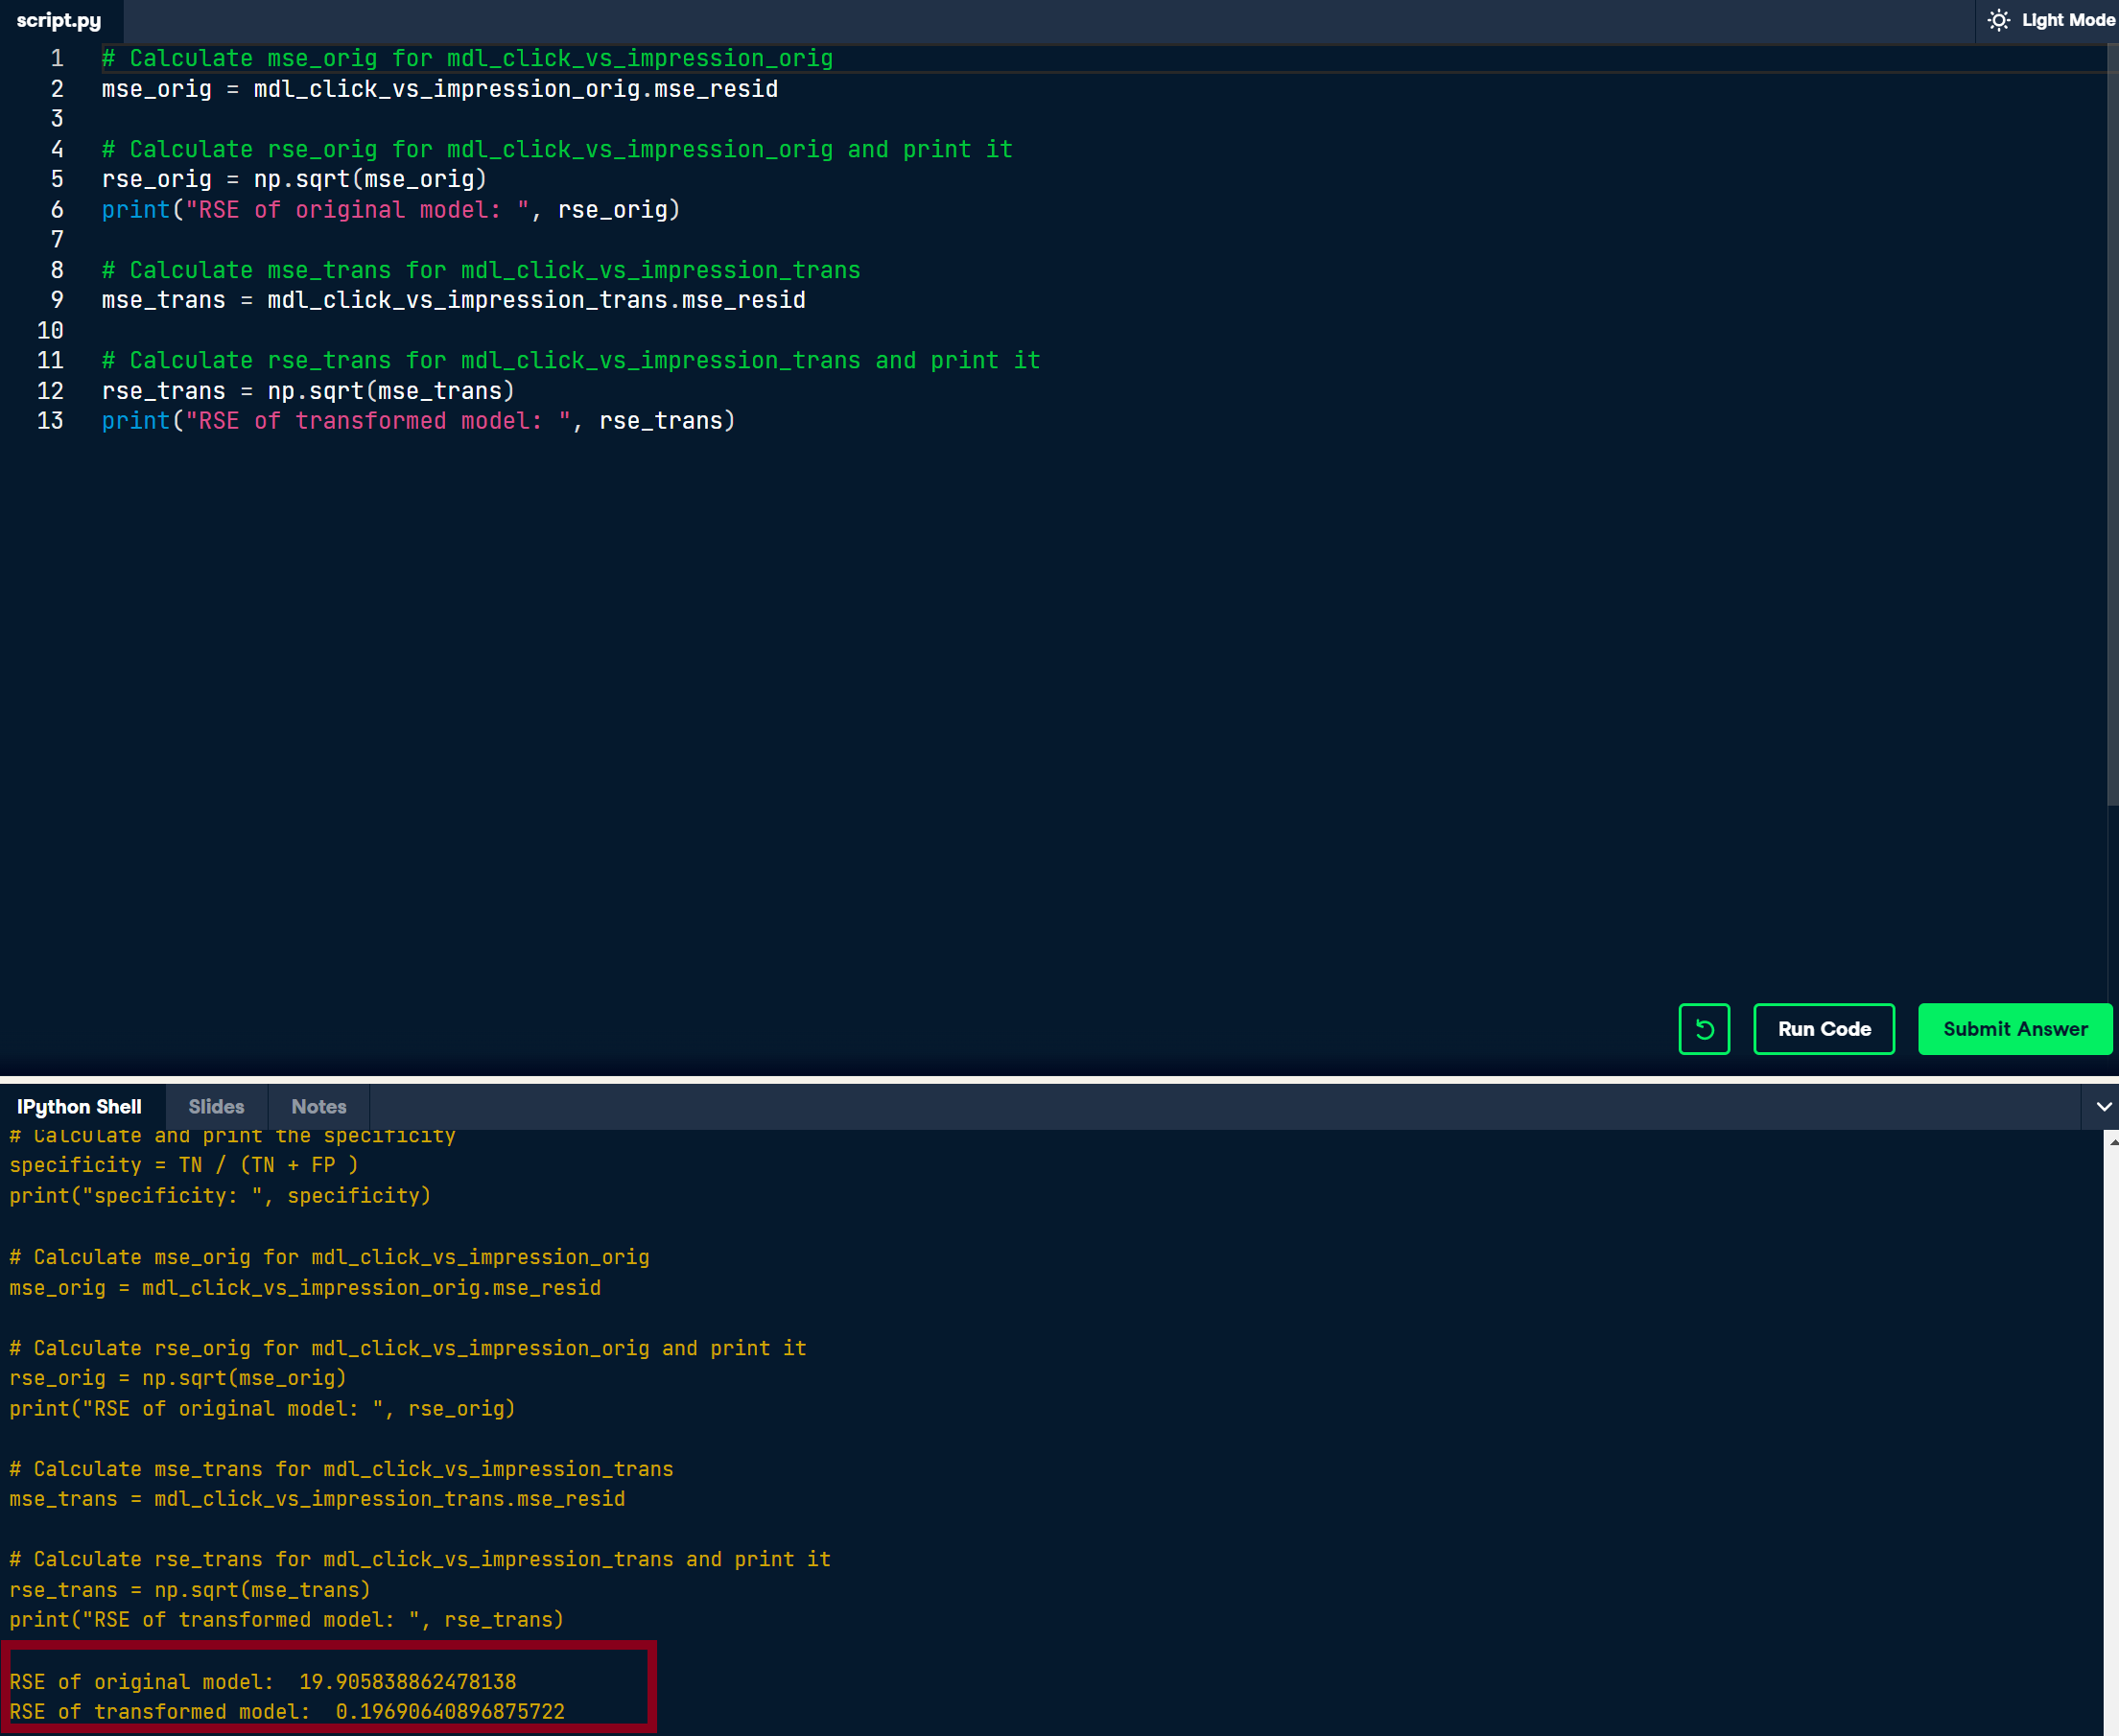 script.py
Light Mode
1 # Calculate mse_orig for mdl_click_vs_impression_orig
2 mse_orig = mdl_click_vs_impression_orig.mse_resid
3
4 # Calculate rse_orig for mdl_click_vs_impression_orig and print it
5 rse_orig = np.sqrt(mse_orig)
6 print("RSE of original model: ", rse_orig)
7
8 # Calculate mse_trans for mdl_click_vs_impression_trans
9 mse_trans = mdl_click_vs_impression_trans.mse_resid
10
11 # Calculate rse_trans for mdl_click_vs_impression_trans and print it
12 rse_trans = np.sqrt(mse_trans)
13 print("RSE of transformed model: ", rse_trans)
Run Code
Submit Answer
IPython Shell
Slides
Notes
# Calculate and print the specificity
specificity = TN / (TN + FP )
print("specificity: ", specificity)
# Calculate mse_orig for mdl_click_vs_impression_orig
mse_orig = mdl_click_vs_impression_orig.mse_resid
# Calculate rse_orig for mdl_click_vs_impression_orig and print it
rse_orig = np.sqrt(mse_orig)
print("RSE of original model: ", rse_orig)
# Calculate mse_trans for mdl_click_vs_impression_trans
mse_trans = mdl_click_vs_impression_trans.mse_resid
# Calculate rse_trans for mdl_click_vs_impression_trans and print it
rse_trans = np.sqrt(mse_trans)
print("RSE of transformed model: ", rse_trans)
RSE of original model:  19.905838862478138
RSE of transformed model:  0.19690640896875722